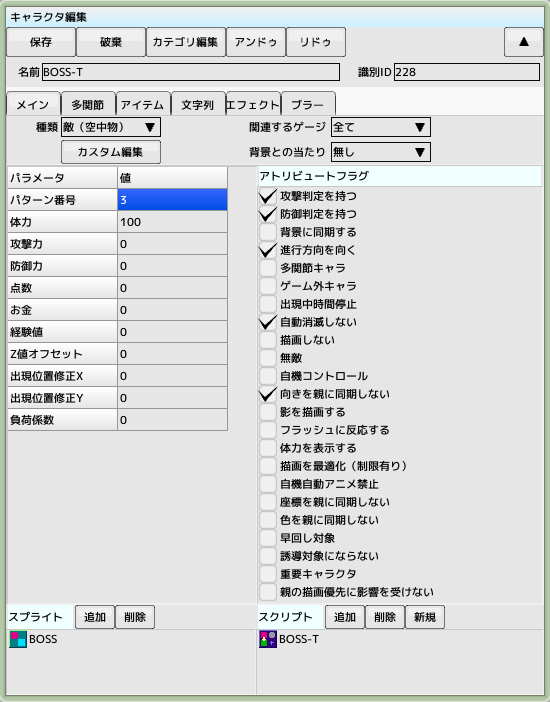 キャラクタ編集
保存 破棄 カテゴリ編集 アンドゥ リドゥ ▲
名前 BOSS-T 識別ID 228
メイン 多関節 アイテム 文字列 エフェクト ブラー
種類 敵（空中物） ▼ 関連するゲージ 全て ▼
カスタム編集 背景との当たり 無し ▼
パラメータ 値
パターン番号 3
体力 100
攻撃力 0
防御力 0
点数 0
お金 0
経験値 0
Z値オフセット 0
出現位置修正X 0
出現位置修正Y 0
負荷係数 0
アトリビュートフラグ
攻撃判定を持つ
防御判定を持つ
背景に同期する
進行方向を向く
多関節キャラ
ゲーム外キャラ
出現中時間停止
自動消滅しない
描画しない
無敵
自機コントロール
向きを親に同期しない
影を描画する
フラッシュに反応する
体力を表示する
描画を最適化（制限有り）
自機自動アニメ禁止
座標を親に同期しない
色を親に同期しない
早回し対象
誘導対象にならない
重要キャラクタ
親の描画優先に影響を受けない
スプライト 追加 削除
BOSS
スクリプト 追加 削除 新規
BOSS-T